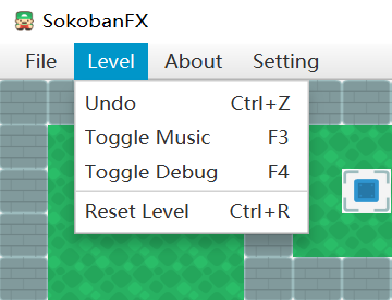 SokobanFX
File Level About Setting
Undo Ctrl+Z
Toggle Music F3
Toggle Debug F4
Reset Level Ctrl+R